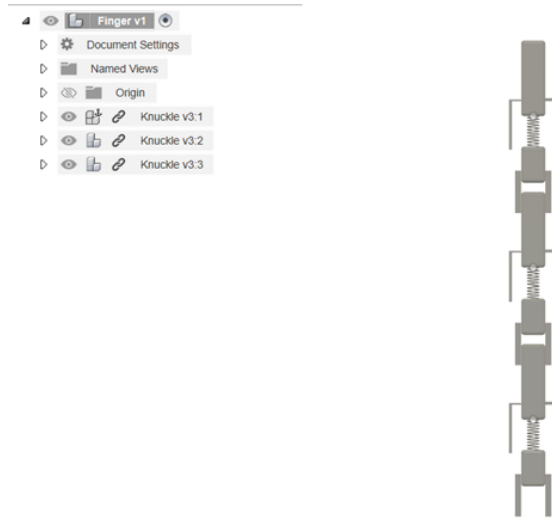 Finger v1
Document Settings
Named Views
Origin
Knuckle v3:1
Knuckle v3:2
Knuckle v3:3